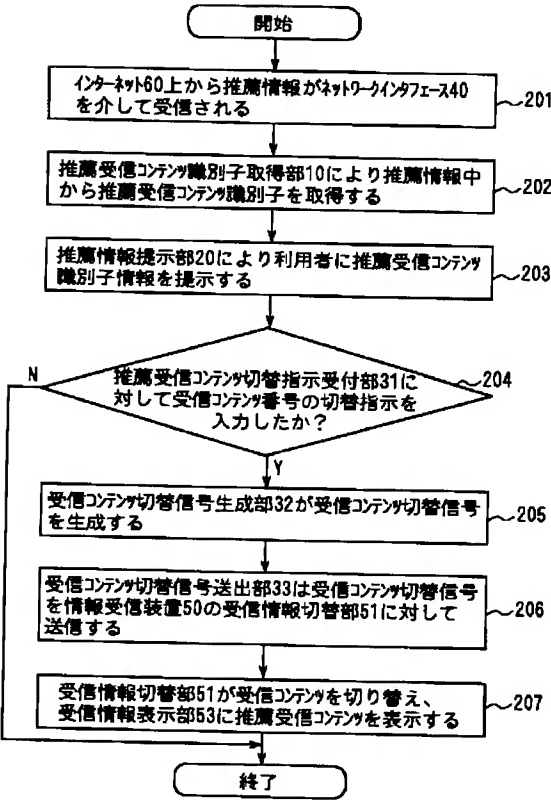 開始
インターネット60上から推薦情報がネットワークインタフェース40
を介して受信される
201
推薦受信コンテンツ識別子取得部10により推薦情報中
から推薦受信コンテンツ識別子を取得する
202
推薦情報提示部20により利用者に推薦受信コンテンツ
識別子情報を提示する
203
推薦受信コンテンツ切替指示受付部31に
対して受信コンテンツ番号の切替指示を
入力したか？
204
N
Y
受信コンテンツ切替信号生成部32が受信コンテンツ切替信号
を生成する
205
受信コンテンツ切替信号送出部33は受信コンテンツ切替信号
を情報受信装置50の受信情報切替部51に対して
送信する
206
受信情報切替部51が受信コンテンツを切り替え、
受信情報表示部53に推薦受信コンテンツを表示する
207
終了